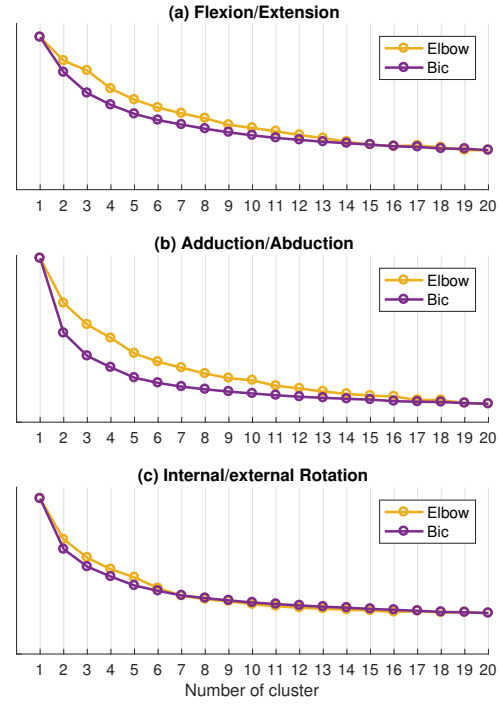 (a) Flexion/Extension
Elbow
Bic
1 2 3 4 5 6 7 8 9 10 11 12 13 14 15 16 17 18 19 20
(b) Adduction/Abduction
Elbow
Bic
1 2 3 4 5 6 7 8 9 10 11 12 13 14 15 16 17 18 19 20
(c) Internal/external Rotation
Elbow
Bic
1 2 3 4 5 6 7 8 9 10 11 12 13 14 15 16 17 18 19 20
Number of cluster